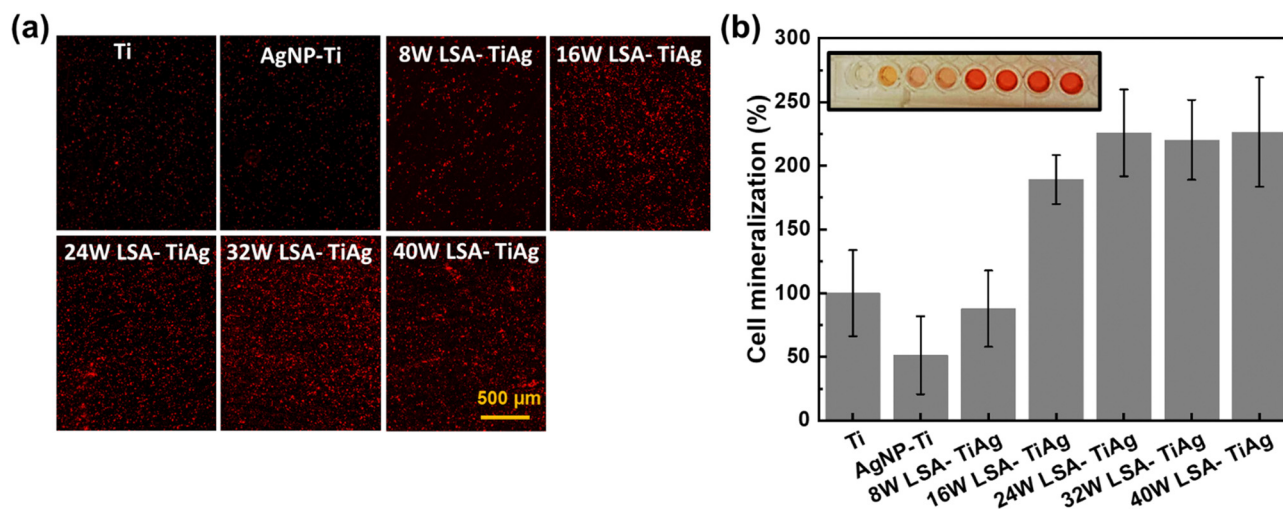 (a)
Ti
AgNP-Ti
8W LSA- TiAg
16W LSA- TiAg
24W LSA- TiAg
32W LSA- TiAg
40W LSA- TiAg
500 µm
(b)
Cell mineralization (%)
300
250
200
150
100
50
0
Ti
AgNP-Ti
8W LSA- TiAg
16W LSA- TiAg
24W LSA- TiAg
32W LSA- TiAg
40W LSA- TiAg